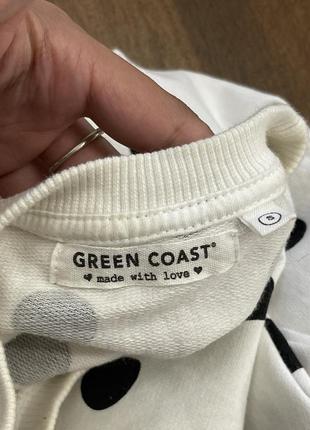 GREEN COAST®
♥ made with love ♥
S